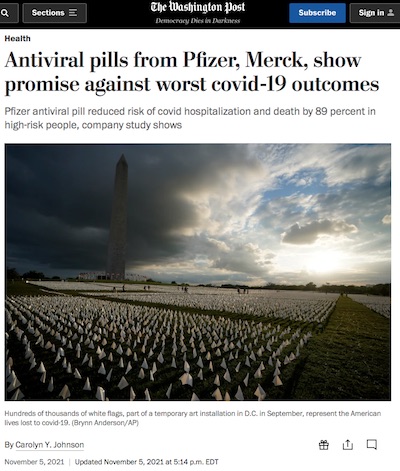 Sections
The Washington Post
Democracy Dies in Darkness
Subscribe
Sign in
Health
Antiviral pills from Pfizer, Merck, show
promise against worst covid-19 outcomes
Pfizer antiviral pill reduced risk of covid hospitalization and death by 89 percent in
high-risk people, company study shows
Hundreds of thousands of white flags, part of a temporary art installation in D.C. in September, represent the American
lives lost to covid-19. (Brynn Anderson/AP)
By Carolyn Y. Johnson
November 5, 2021 | Updated November 5, 2021 at 5:14 p.m. EDT